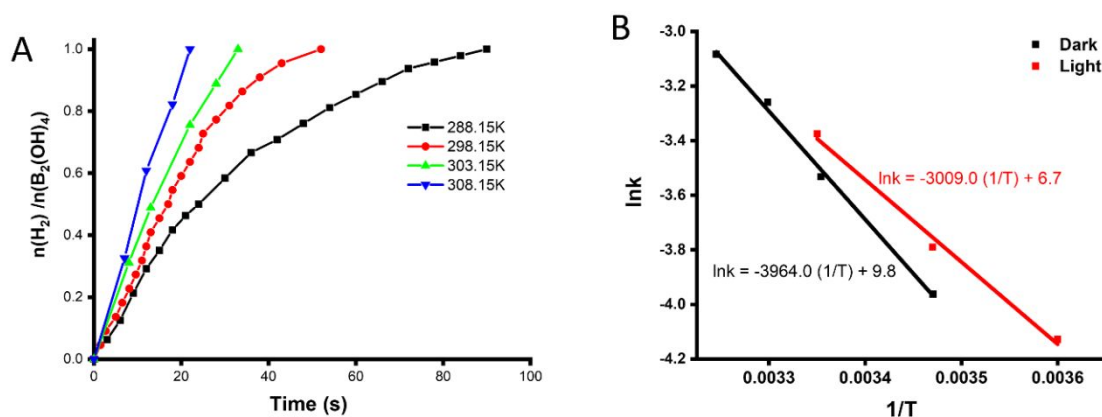 A
n(H₂) /n(B₂(OH)₄)
1.0
0.8
0.6
0.4
0.2
0.0
288.15K
298.15K
303.15K
308.15K
0 20 40 60 80 100
Time (s)
B
lnk
-3.0
-3.2
-3.4
-3.6
-3.8
-4.0
-4.2
Dark
Light
lnk = -3009.0 (1/T) + 6.7
lnk = -3964.0 (1/T) + 9.8
0.0033 0.0034 0.0035 0.0036
1/T